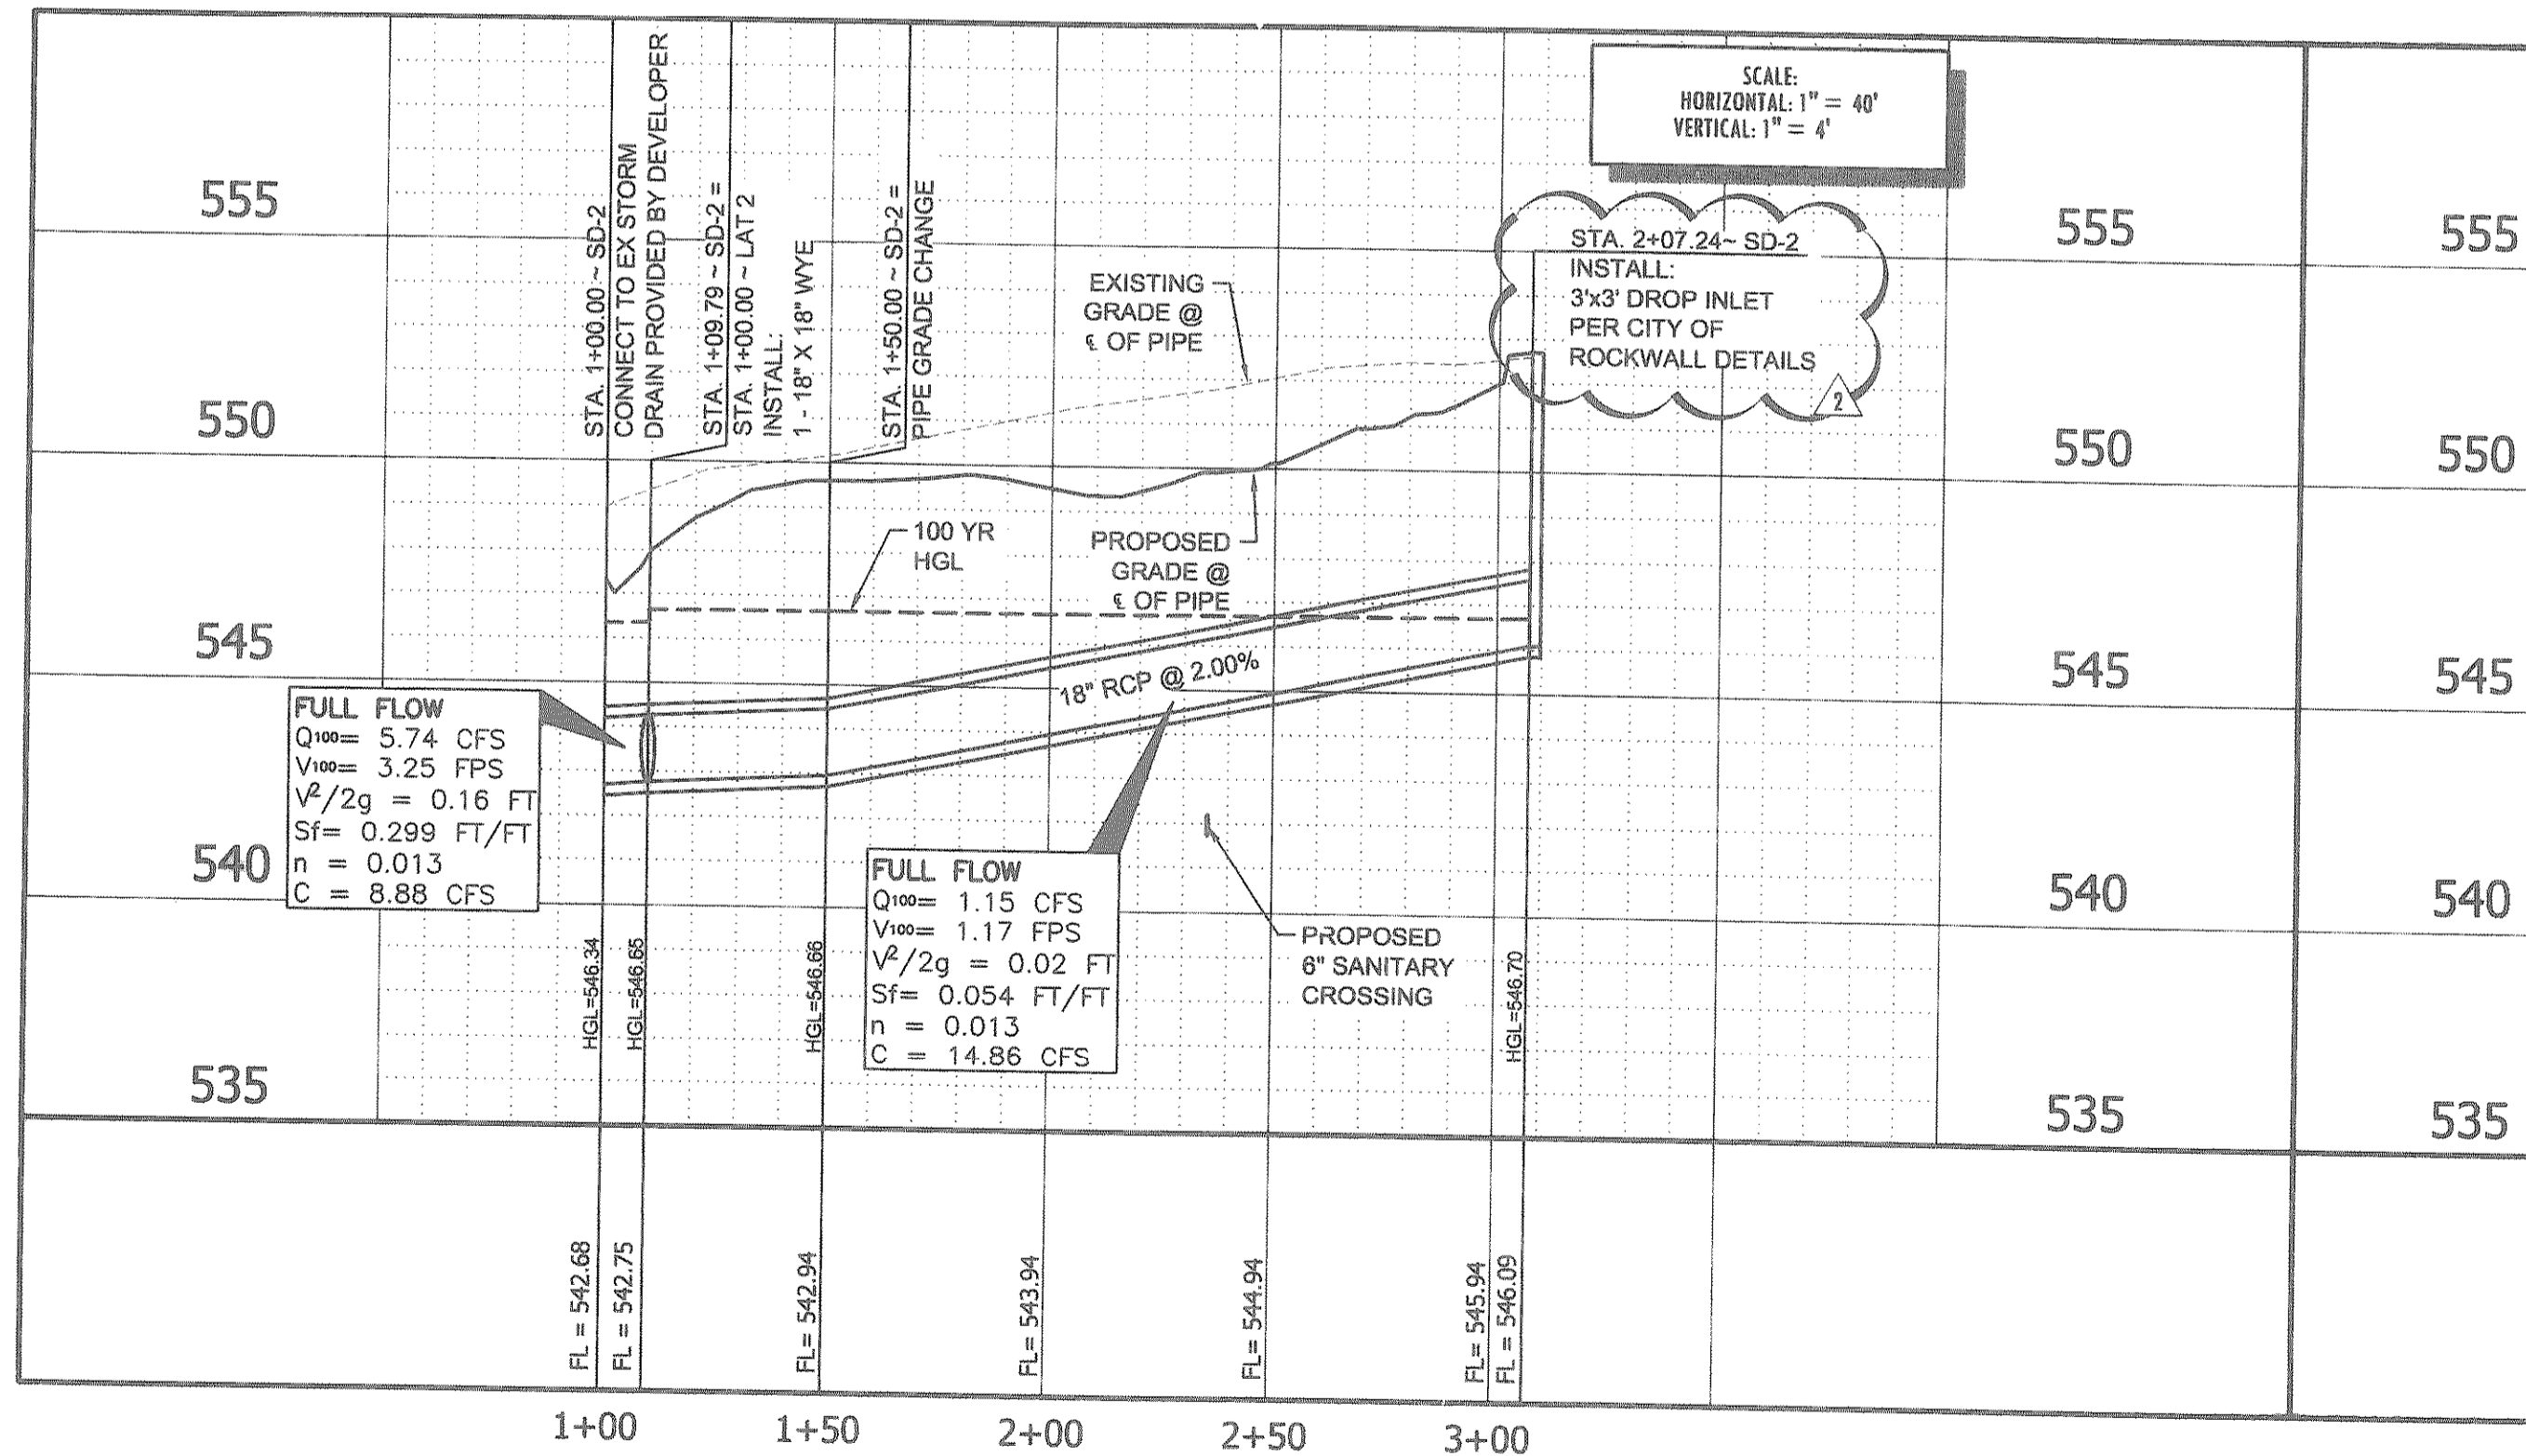 SCALE:
HORIZONTAL: 1" = 40'
VERTICAL: 1" = 4'
555
550
545
540
535
STA. 1+00.00 ~ SD-2
CONNECT TO EX STORM
DRAIN PROVIDED BY DEVELOPER
STA. 1+09.79 ~ SD-2 =
STA. 1+00.00 ~ LAT 2
INSTALL:
1 - 18" X 18" WYE
STA. 1+50.00 ~ SD-2 =
PIPE GRADE CHANGE
EXISTING
GRADE @
℄ OF PIPE
STA. 2+07.24~ SD-2
INSTALL:
3'x3' DROP INLET
PER CITY OF
ROCKWALL DETAILS
2
555
550
545
540
535
555
550
545
540
535
100 YR
HGL
PROPOSED
GRADE @
℄ OF PIPE
18" RCP @ 2.00%
FULL FLOW
Q100= 5.74 CFS
V100= 3.25 FPS
V²/2g = 0.16 FT
Sf= 0.299 FT/FT
n = 0.013
C = 8.88 CFS
FULL FLOW
Q100= 1.15 CFS
V100= 1.17 FPS
V²/2g = 0.02 FT
Sf= 0.054 FT/FT
n = 0.013
C = 14.86 CFS
PROPOSED
6" SANITARY
CROSSING
HGL=546.34
HGL=546.65
HGL=546.66
HGL=546.70
FL = 542.68
FL = 542.75
FL= 542.94
FL= 543.94
FL= 544.94
FL= 545.94
FL = 546.09
1+00
1+50
2+00
2+50
3+00